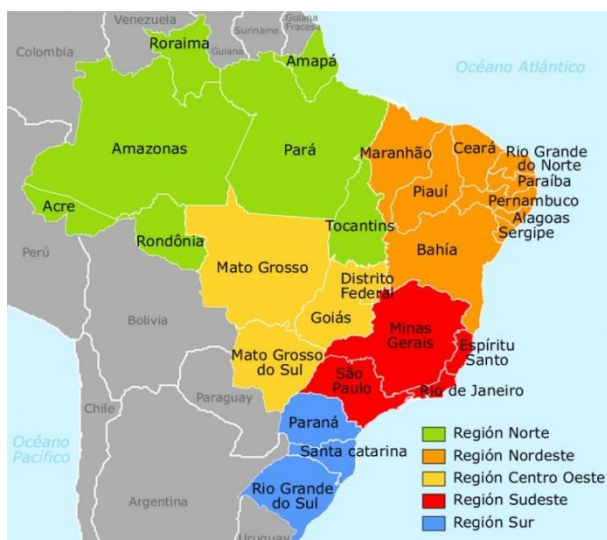 Venezuela
Guiana
Francesa
Suriname
Colombia
Roraima
Guiana
Amapá
Océano Atlántico
Amazonas
Pará
Maranhão
Ceará
Rio Grande
do Norte
Paraíba
Piauí
Pernambuco
Acre
Tocantins
Alagoas
Sergipe
Rondônia
Bahía
Perú
Mato Grosso
Distrito
Federal
Goiás
Bolivia
Minas
Gerais
Espíritu
Santo
Mato Grosso
do Sul
São
Paulo
Rio de Janeiro
Paraguay
Chile
Paraná
Océano
Pacífico
Santa catarina
Rio Grande
do Sul
Argentina
Uruguay
Región Norte
Región Nordeste
Región Centro Oeste
Región Sudeste
Región Sur